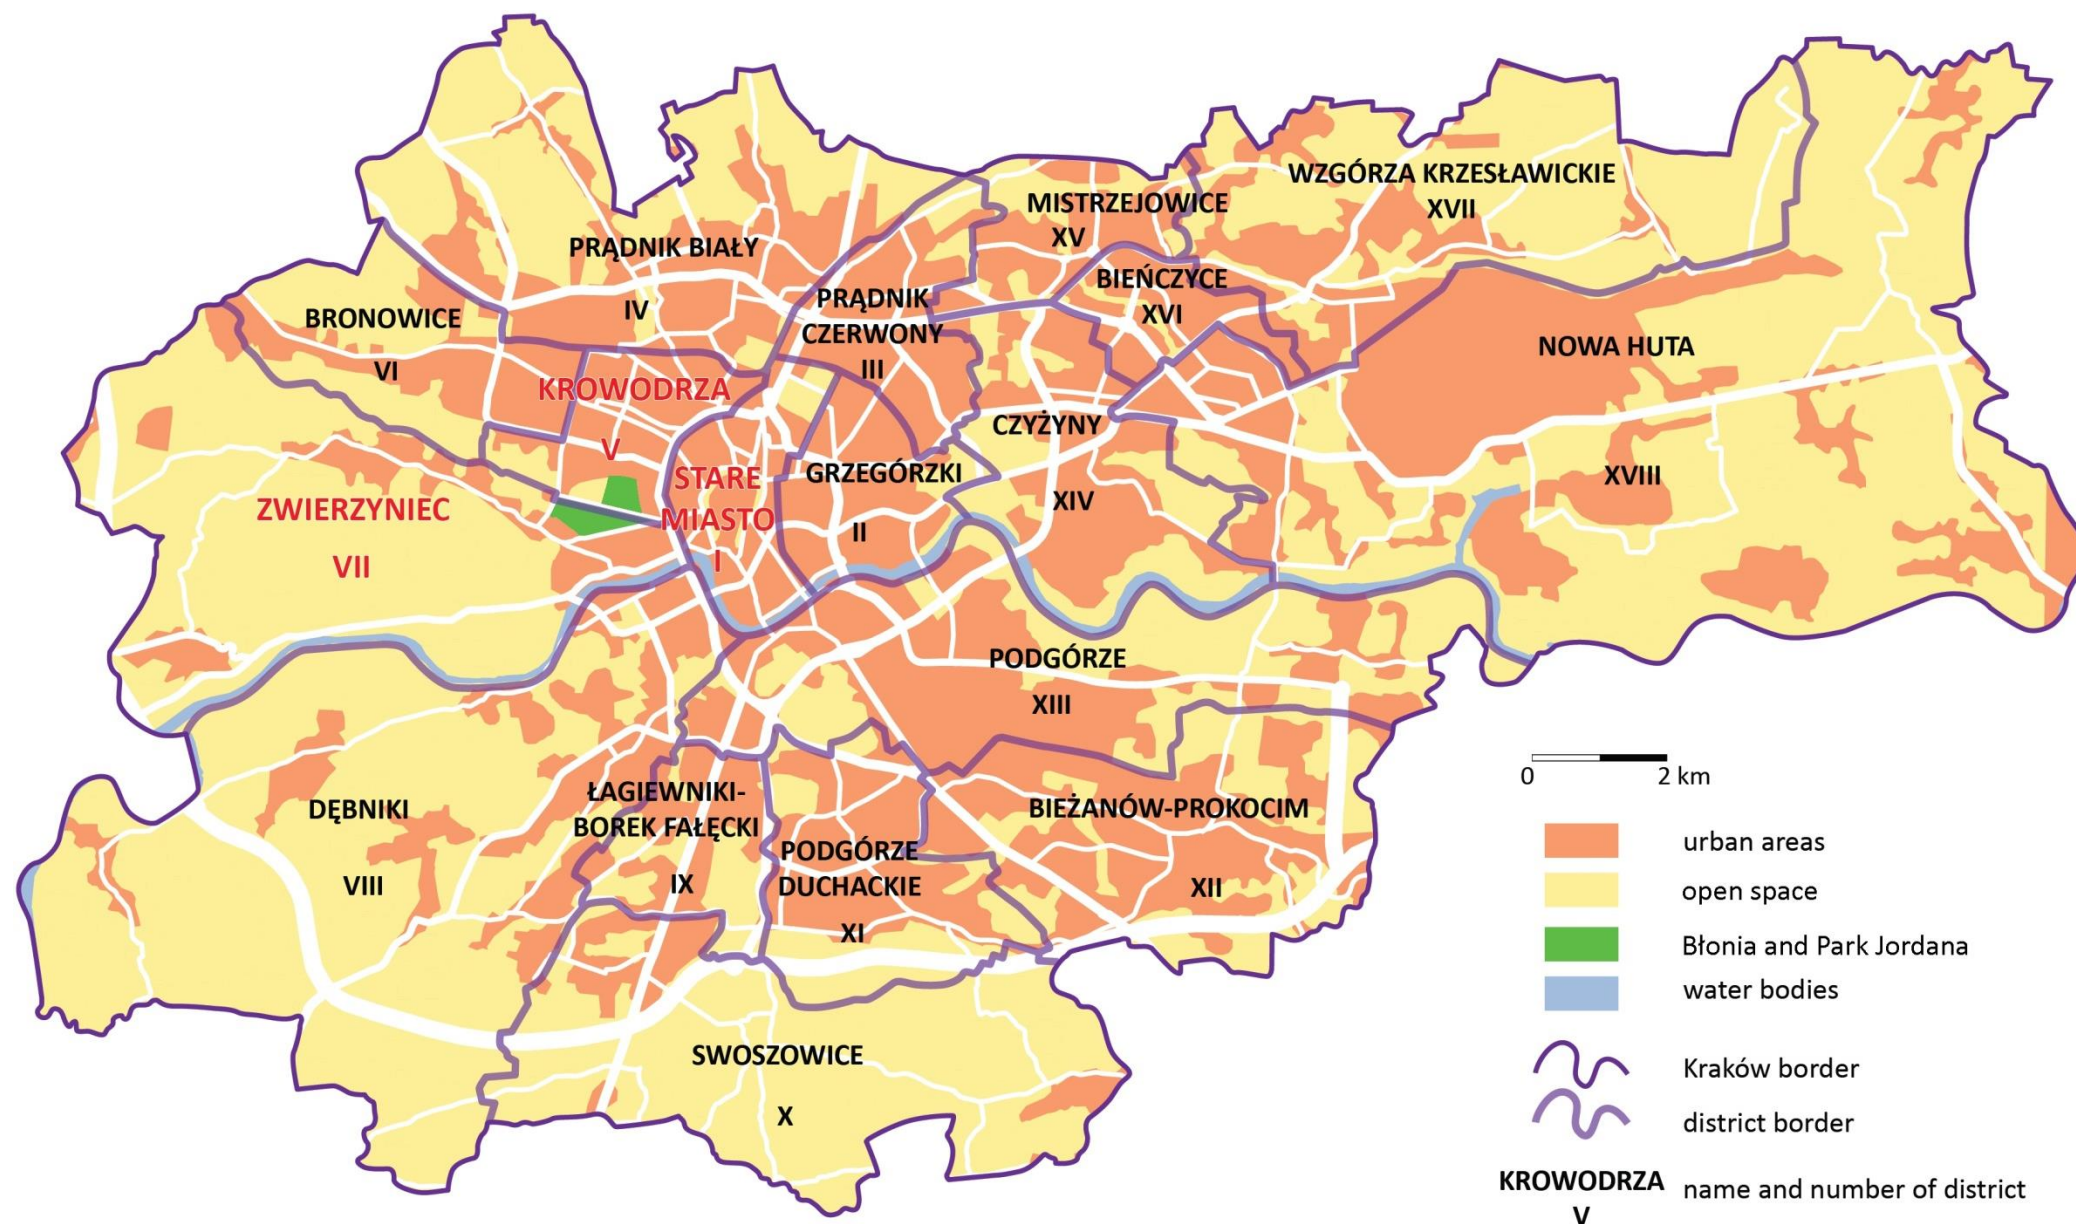 WZGÓRZA KRZESŁAWICKIE
XVII
MISTRZEJOWICE
XV
PRĄDNIK BIAŁY
IV
BIEŃCZYCE
XVI
PRĄDNIK
CZERWONY
III
BRONOWICE
VI
NOWA HUTA
XVIII
KROWODRZA
V
CZYŻYNY
XIV
STARE
MIASTO
I
GRZEGÓRZKI
II
ZWIERZYNIEC
VII
PODGÓRZE
XIII
DĘBNIKI
VIII
ŁAGIEWNIKI-
BOREK FAŁĘCKI
IX
PODGÓRZE
DUCHACKIE
XI
BIEŻANÓW-PROKOCIM
XII
SWOSZOWICE
X
0 2 km
urban areas
open space
Błonia and Park Jordana
water bodies
Kraków border
district border
KROWODRZA
V
name and number of district